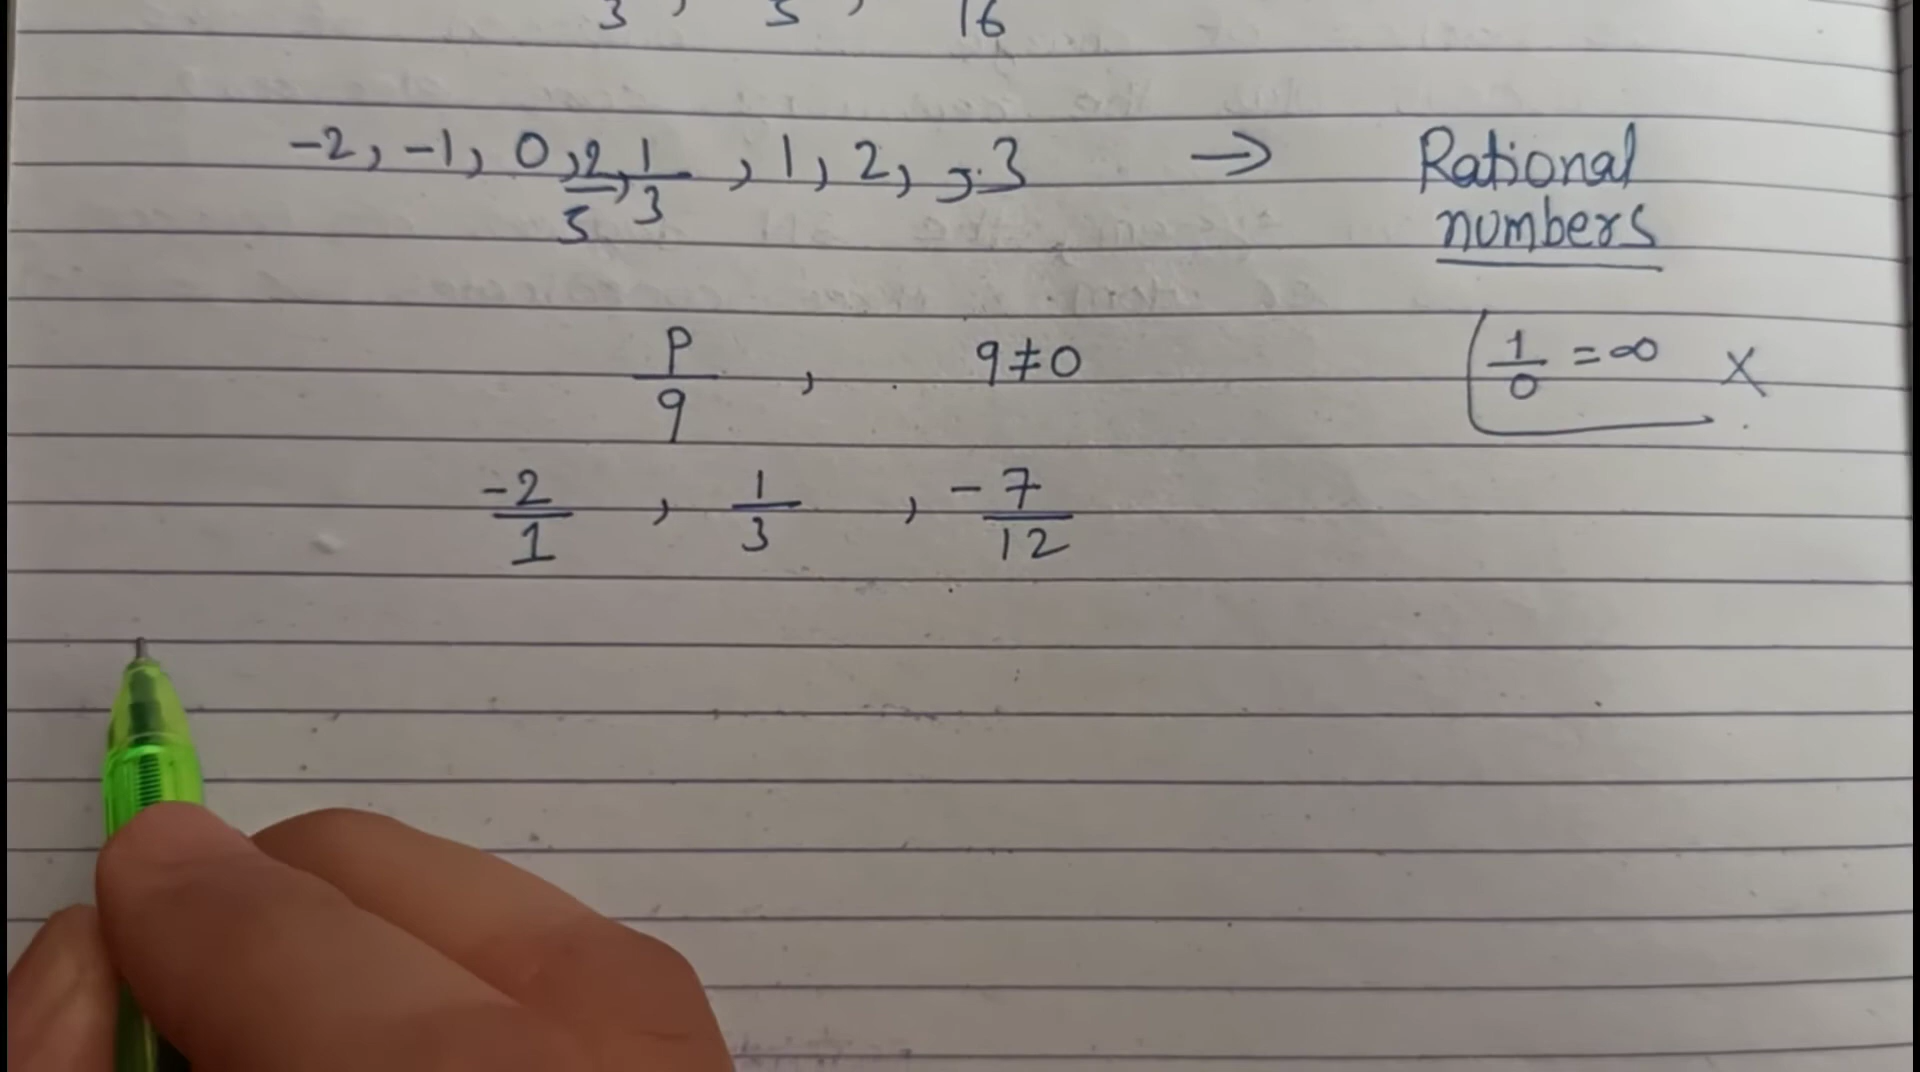 3 , 5 , 16
-2, -1, 0, 2/5, 1/3, 1, 2, , 3 → Rational
numbers
P/q , q≠0
1/0 = ∞ X
-2/1 , 1/3 , -7/12